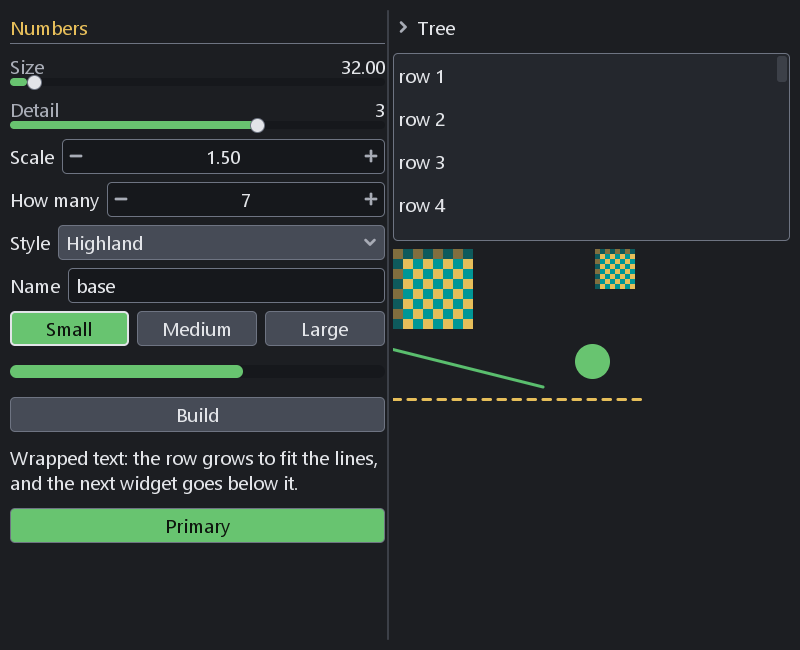 Numbers
Size 32.00
Detail 3
Scale − 1.50 +
How many − 7 +
Style Highland
Name base
Small Medium Large
Build
Wrapped text: the row grows to fit the lines,
and the next widget goes below it.
Primary
Tree
row 1
row 2
row 3
row 4